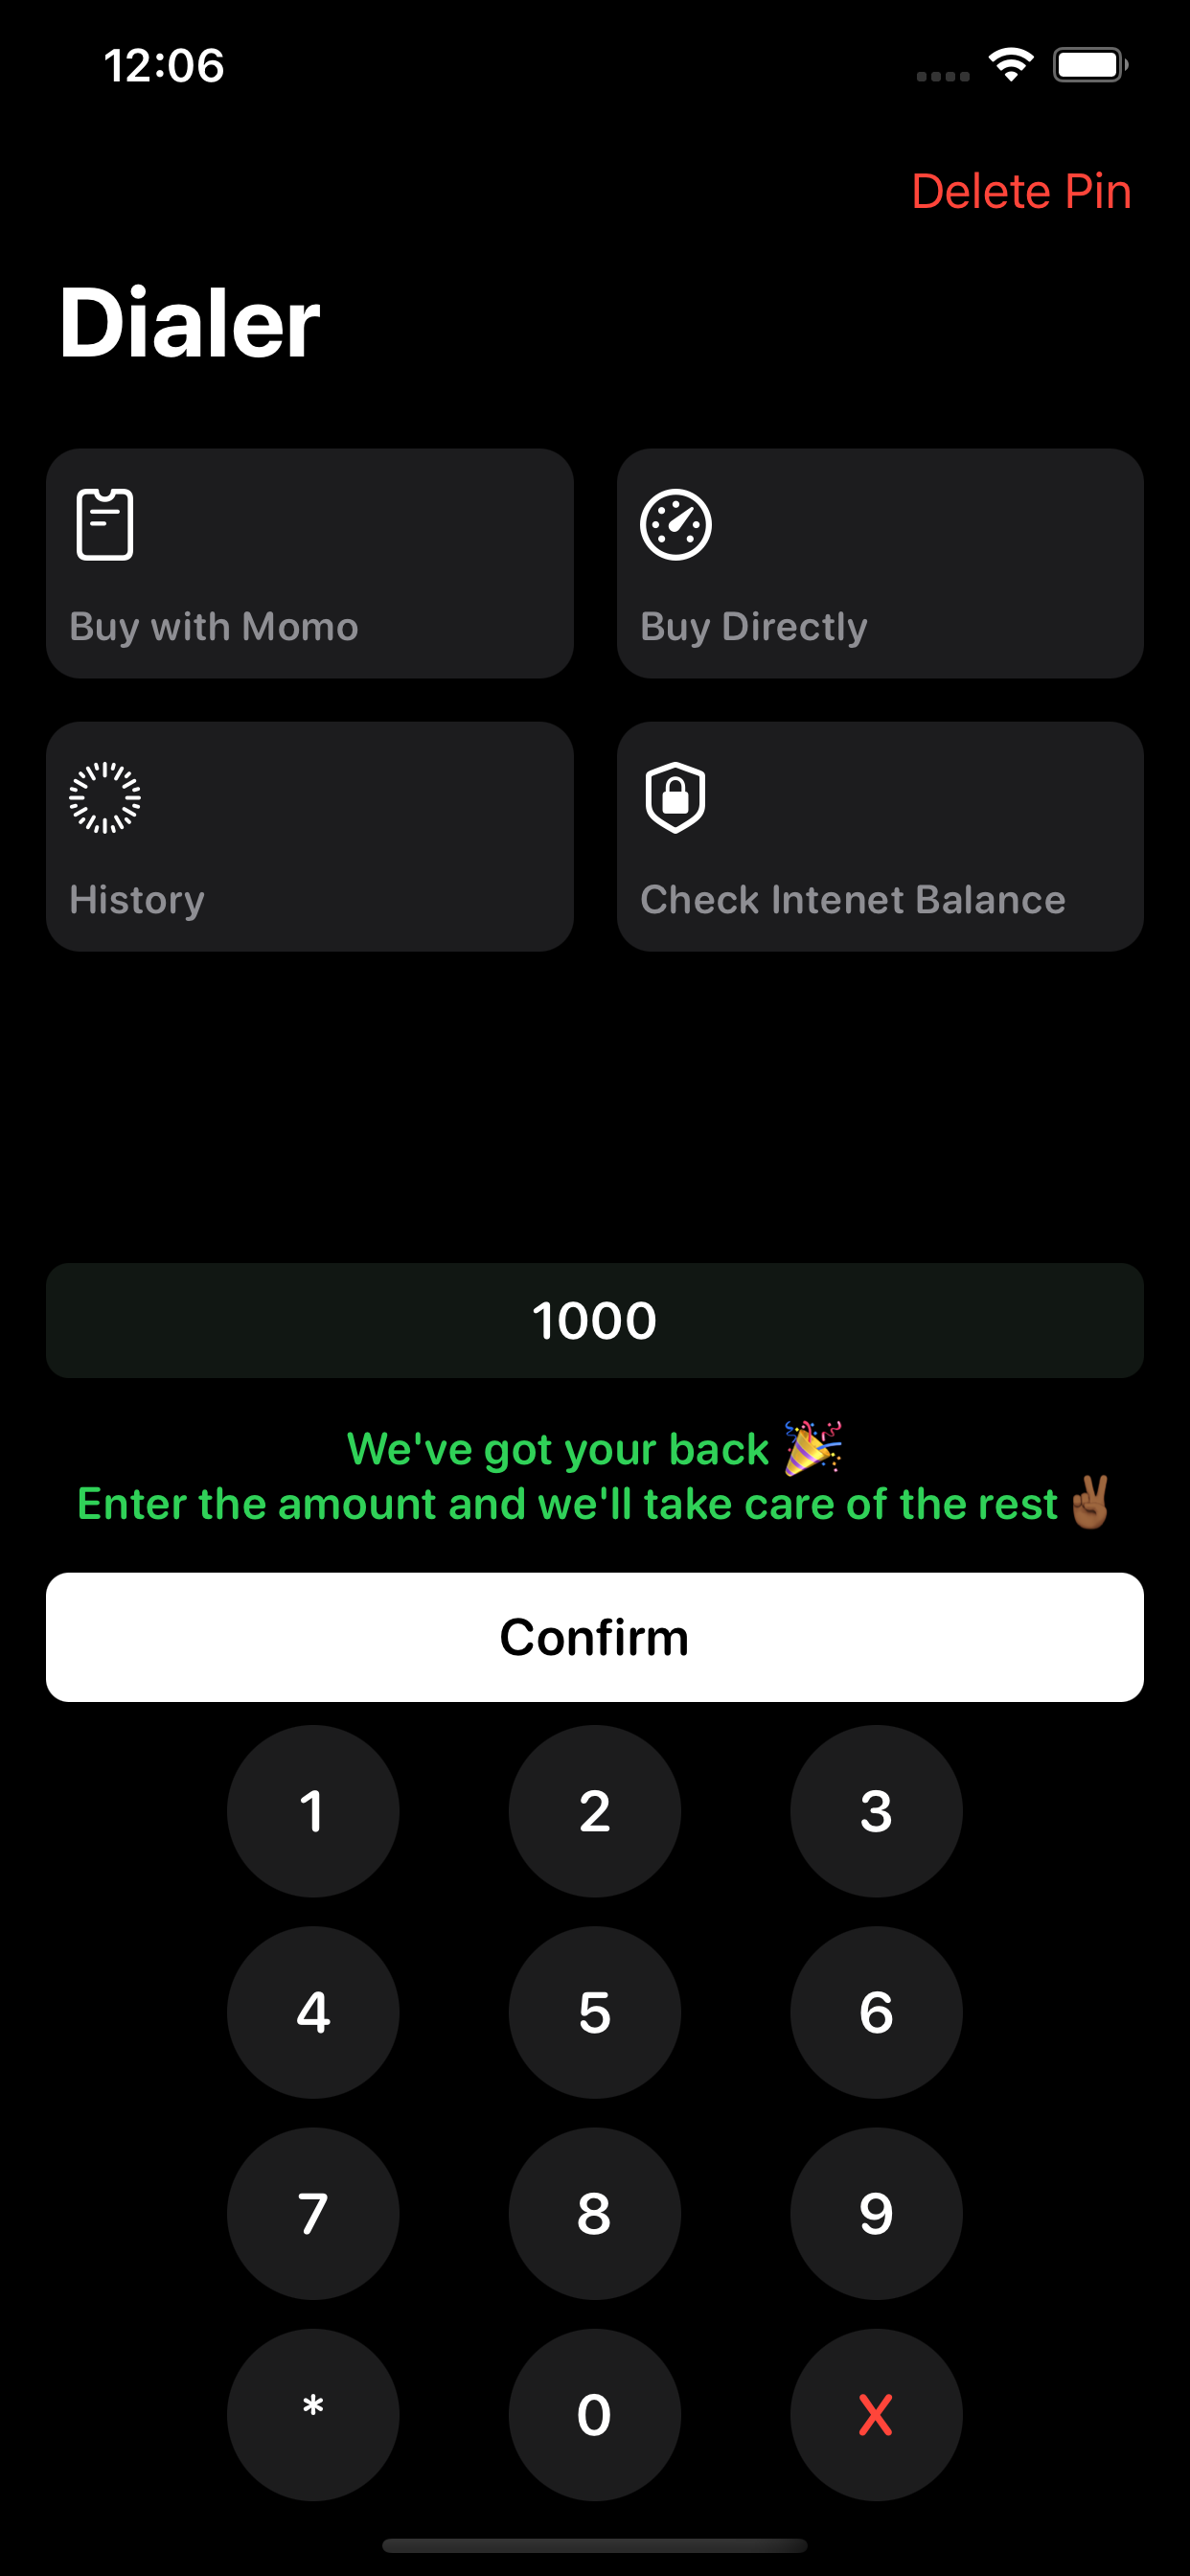 12:06
Delete Pin
Dialer
Buy with Momo
Buy Directly
History
Check Intenet Balance
1000
We've got your back 🎉
Enter the amount and we'll take care of the rest ✌🏾
Confirm
1 2 3
4 5 6
7 8 9
* 0 X